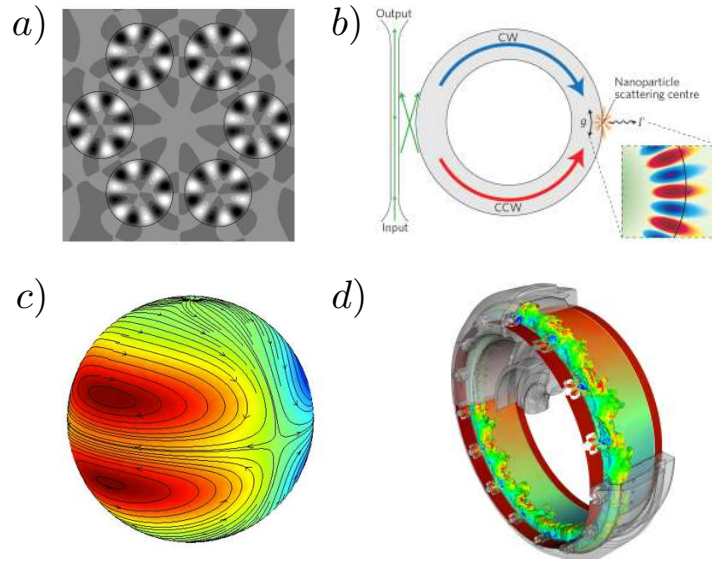 a)
b)
Output
CW
Nanoparticle
scattering centre
g
Γ
CCW
Input
c)
d)